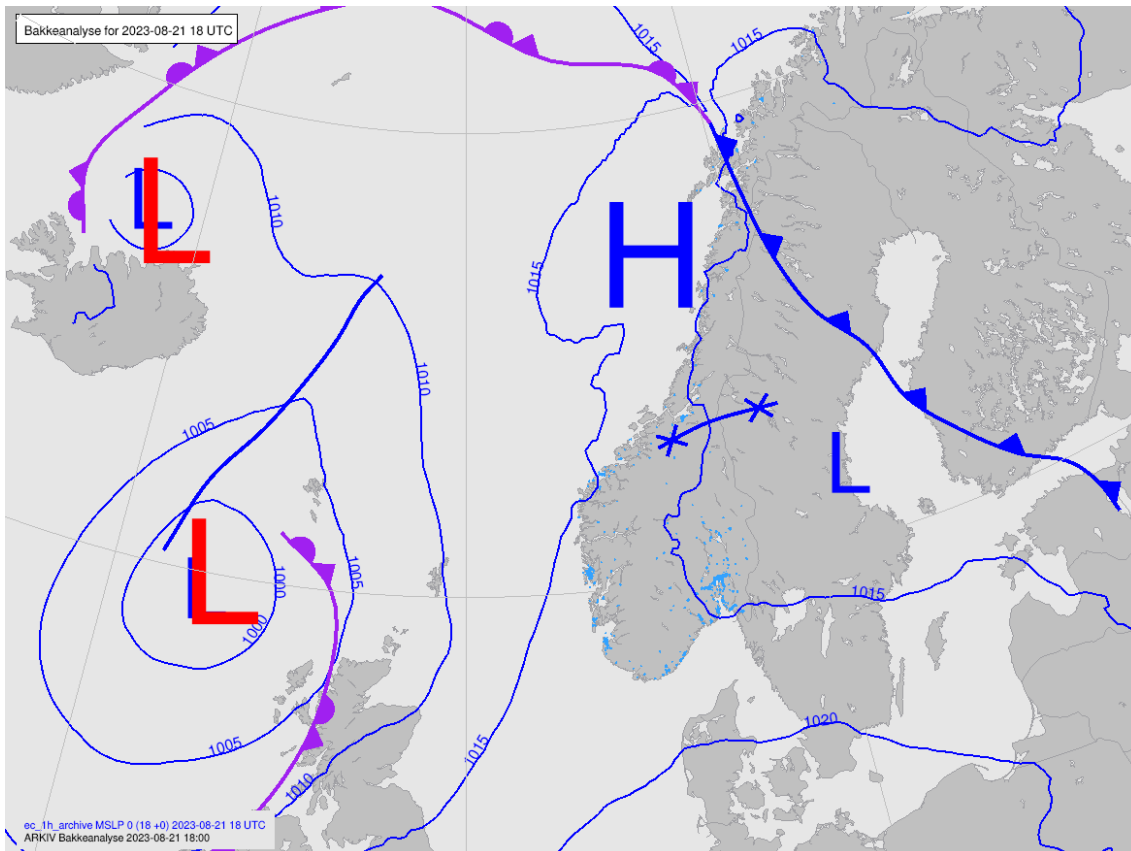 Bakkeanalyse for 2023-08-21 18 UTC
1015
1015
L
L
1010
H
1015
1010
1005
L
L
L
1005
1000
1000
1015
1020
1005
1015
1010
ec_1h_archive MSLP 0 (18 +0) 2023-08-21 18 UTC
ARKIV Bakkeanalyse 2023-08-21 18:00